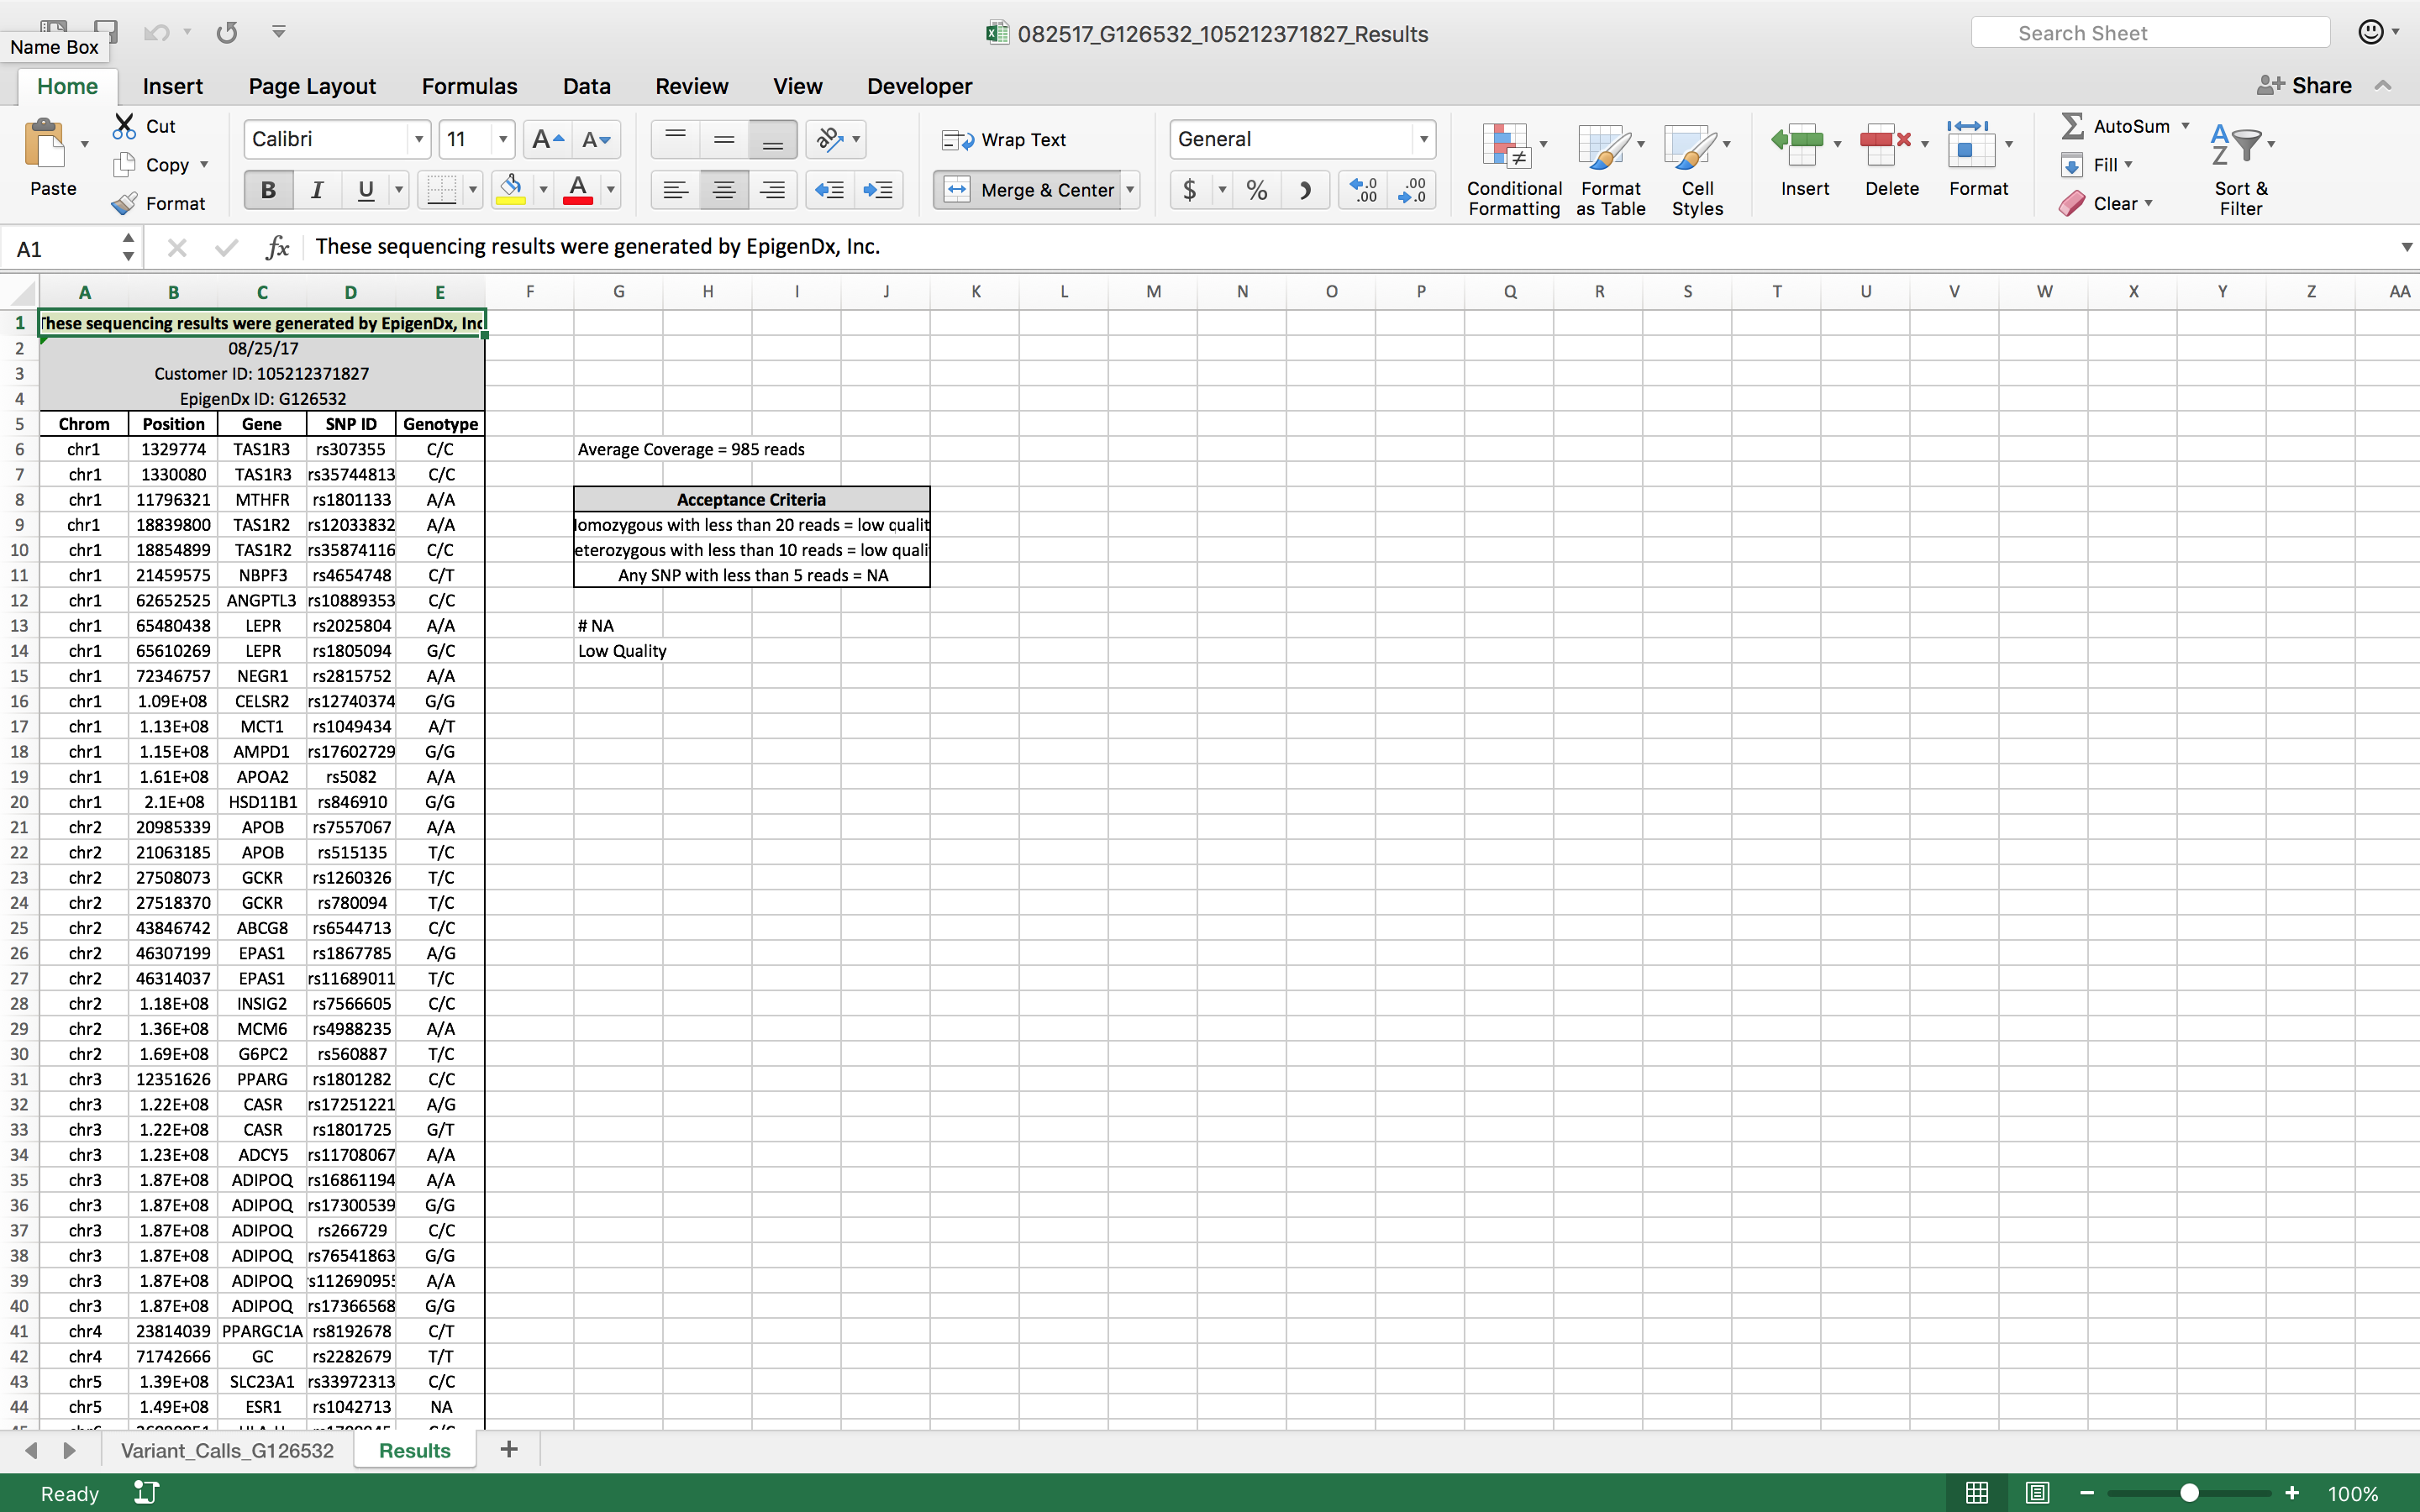 082517_G126532_105212371827_Results
Search Sheet
Name Box
Home Insert Page Layout Formulas Data Review View Developer Share
Paste Cut Copy Format
Calibri 11
Wrap Text
Merge & Center
General
Conditional Formatting
Format as Table
Cell Styles
Insert Delete Format
AutoSum
Fill
Clear
Sort & Filter
A1 fx These sequencing results were generated by EpigenDx, Inc.
A B C D E F G H I J K L M N O P Q R S T U V W X Y Z AA
1 These sequencing results were generated by EpigenDx, Inc
2 08/25/17
3 Customer ID: 105212371827
4 EpigenDx ID: G126532
5 Chrom Position Gene SNP ID Genotype
6 chr1 1329774 TAS1R3 rs307355 C/C Average Coverage = 985 reads
7 chr1 1330080 TAS1R3 rs35744813 C/C
8 chr1 11796321 MTHFR rs1801133 A/A Acceptance Criteria
9 chr1 18839800 TAS1R2 rs12033832 A/A lomozygous with less than 20 reads = low qualit
10 chr1 18854899 TAS1R2 rs35874116 C/C eterozygous with less than 10 reads = low quali
11 chr1 21459575 NBPF3 rs4654748 C/T Any SNP with less than 5 reads = NA
12 chr1 62652525 ANGPTL3 rs10889353 C/C
13 chr1 65480438 LEPR rs2025804 A/A # NA
14 chr1 65610269 LEPR rs1805094 G/C Low Quality
15 chr1 72346757 NEGR1 rs2815752 A/A
16 chr1 1.09E+08 CELSR2 rs12740374 G/G
17 chr1 1.13E+08 MCT1 rs1049434 A/T
18 chr1 1.15E+08 AMPD1 rs17602729 G/G
19 chr1 1.61E+08 APOA2 rs5082 A/A
20 chr1 2.1E+08 HSD11B1 rs846910 G/G
21 chr2 20985339 APOB rs7557067 A/A
22 chr2 21063185 APOB rs515135 T/C
23 chr2 27508073 GCKR rs1260326 T/C
24 chr2 27518370 GCKR rs780094 T/C
25 chr2 43846742 ABCG8 rs6544713 C/C
26 chr2 46307199 EPAS1 rs1867785 A/G
27 chr2 46314037 EPAS1 rs11689011 T/C
28 chr2 1.18E+08 INSIG2 rs7566605 C/C
29 chr2 1.36E+08 MCM6 rs4988235 A/A
30 chr2 1.69E+08 G6PC2 rs560887 T/C
31 chr3 12351626 PPARG rs1801282 C/C
32 chr3 1.22E+08 CASR rs17251221 A/G
33 chr3 1.22E+08 CASR rs1801725 G/T
34 chr3 1.23E+08 ADCY5 rs11708067 A/A
35 chr3 1.87E+08 ADIPOQ rs16861194 A/A
36 chr3 1.87E+08 ADIPOQ rs17300539 G/G
37 chr3 1.87E+08 ADIPOQ rs266729 C/C
38 chr3 1.87E+08 ADIPOQ rs76541863 G/G
39 chr3 1.87E+08 ADIPOQ s11269095 A/A
40 chr3 1.87E+08 ADIPOQ rs17366568 G/G
41 chr4 23814039 PPARGC1A rs8192678 C/T
42 chr4 71742666 GC rs2282679 T/T
43 chr5 1.39E+08 SLC23A1 rs33972313 C/C
44 chr5 1.49E+08 ESR1 rs1042713 NA
Variant_Calls_G126532 Results +
Ready 100%